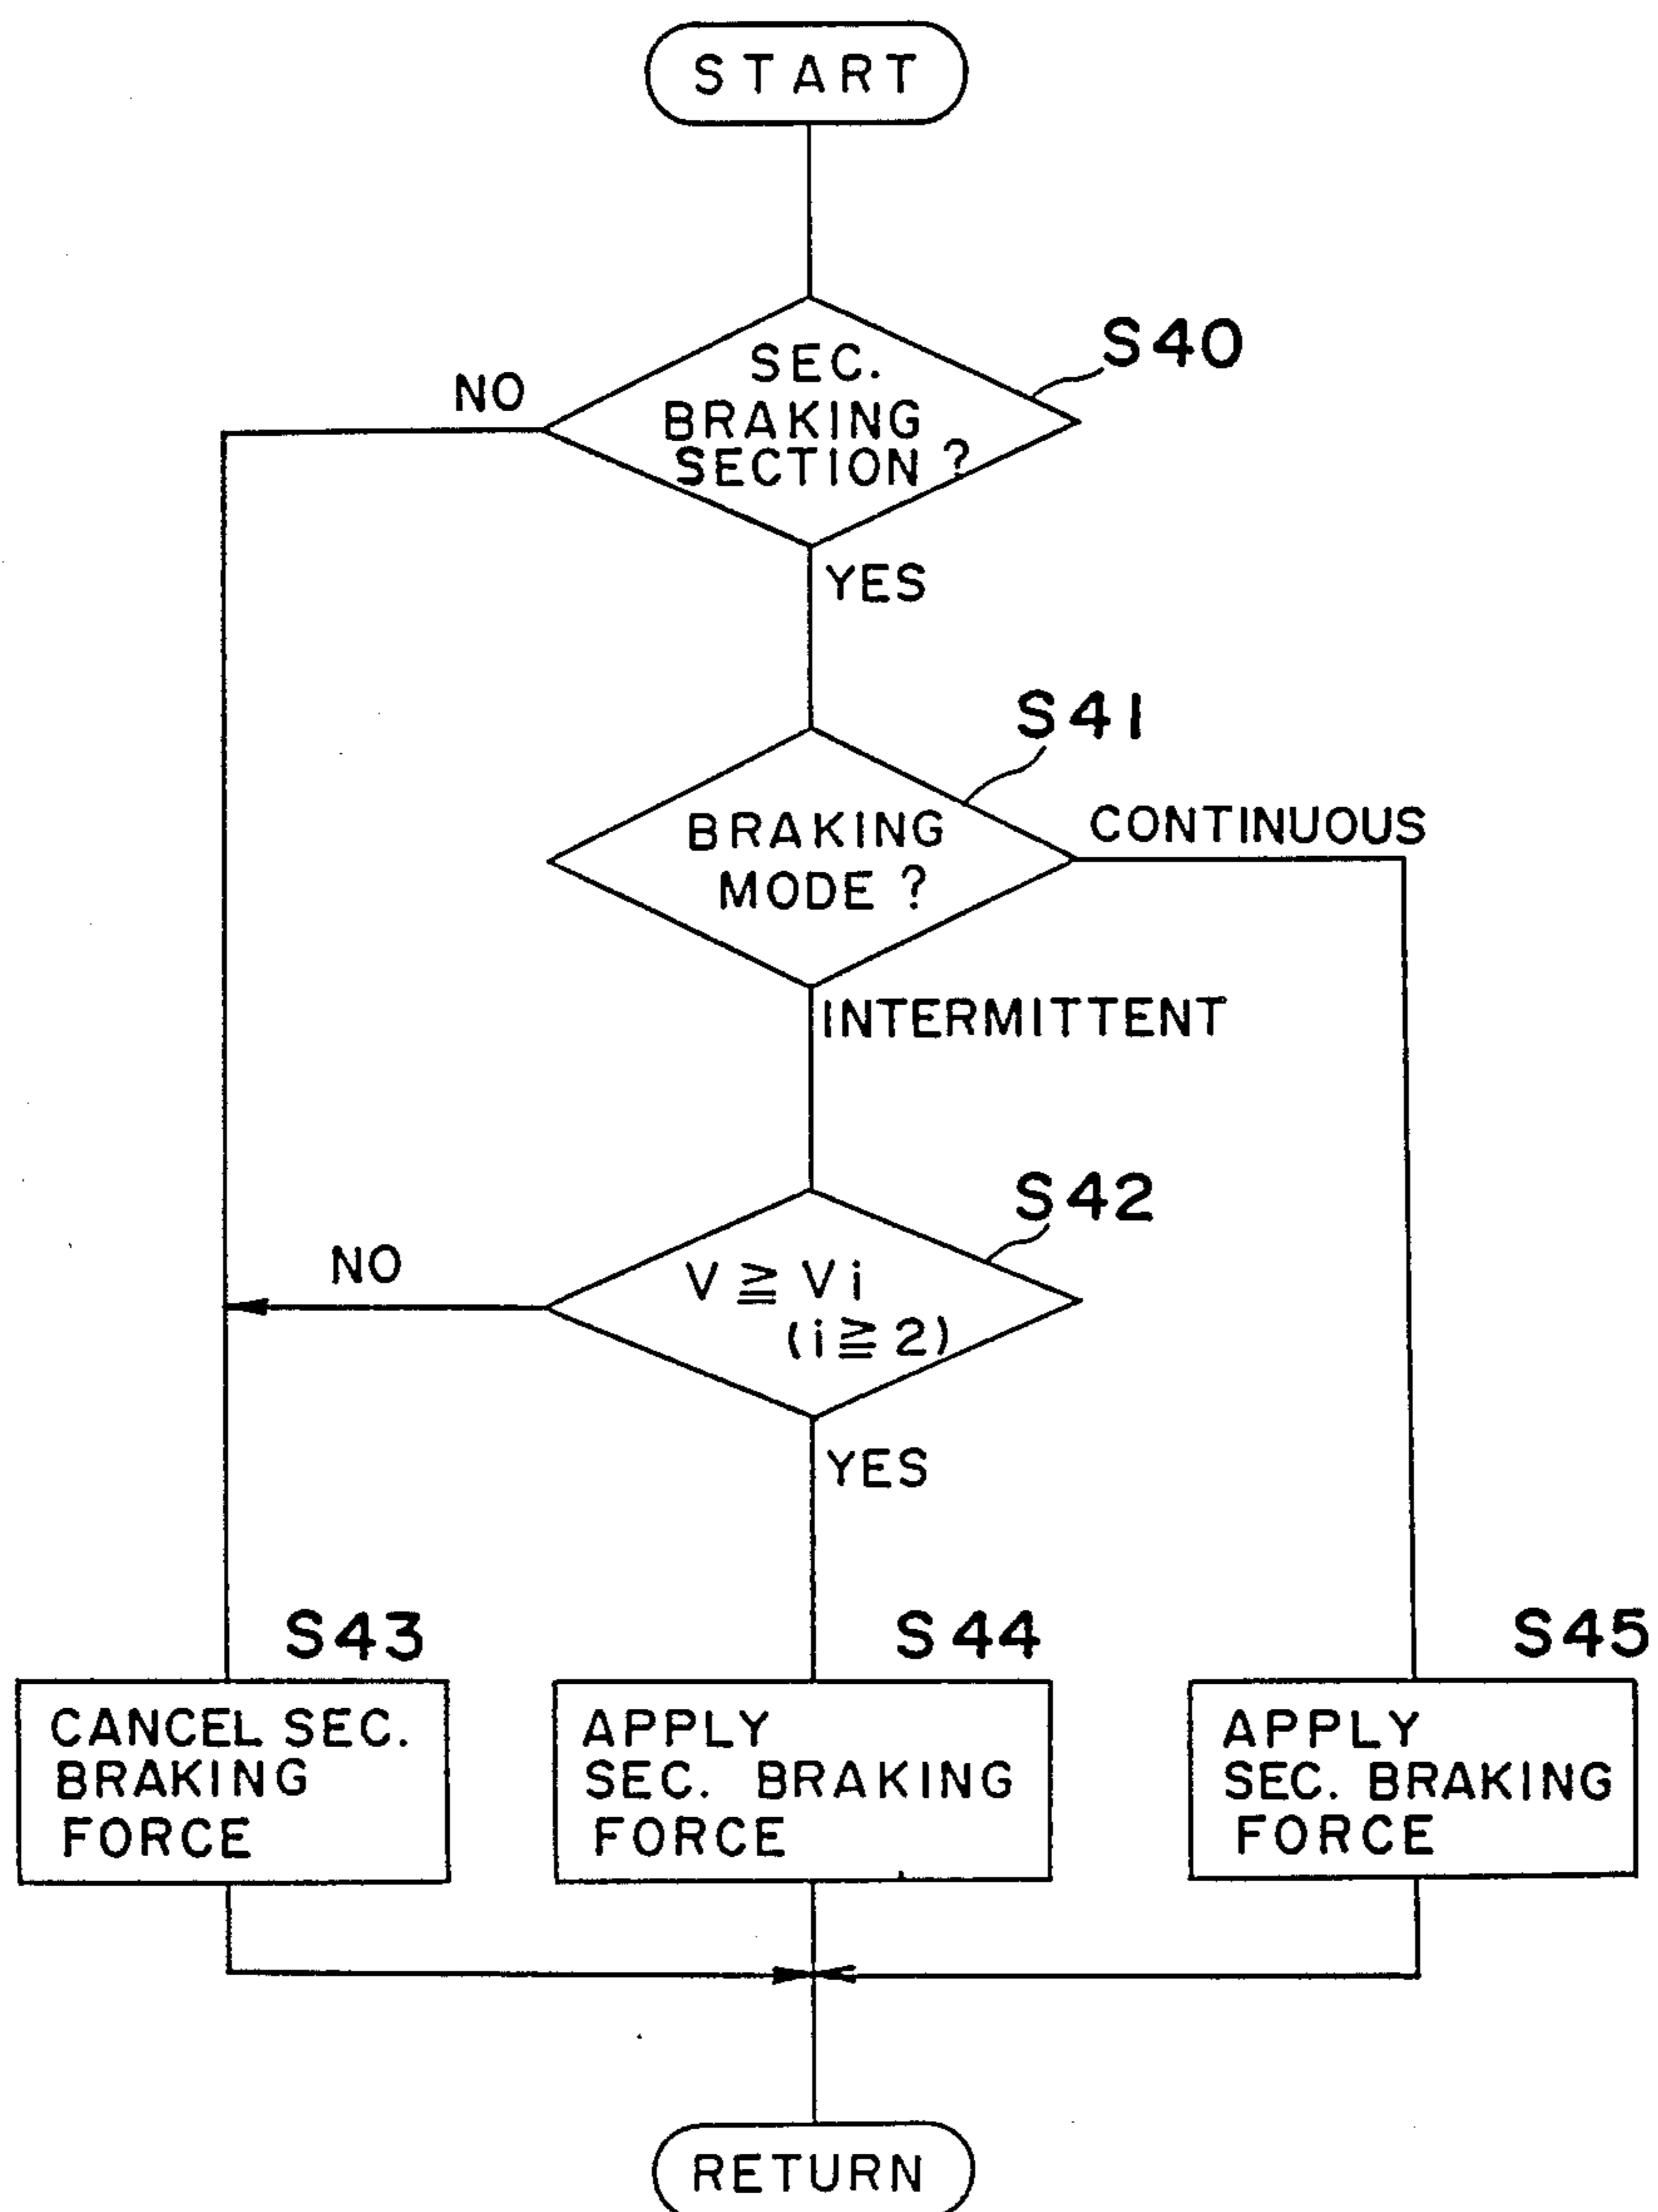 START
S40
SEC.
BRAKING
SECTION ?
NO
YES
S41
BRAKING
MODE ?
CONTINUOUS
INTERMITTENT
S42
V ≧ Vi
(i ≧ 2)
NO
YES
S43
S44
S45
CANCEL SEC.
BRAKING
FORCE
APPLY
SEC. BRAKING
FORCE
APPLY
SEC. BRAKING
FORCE
RETURN